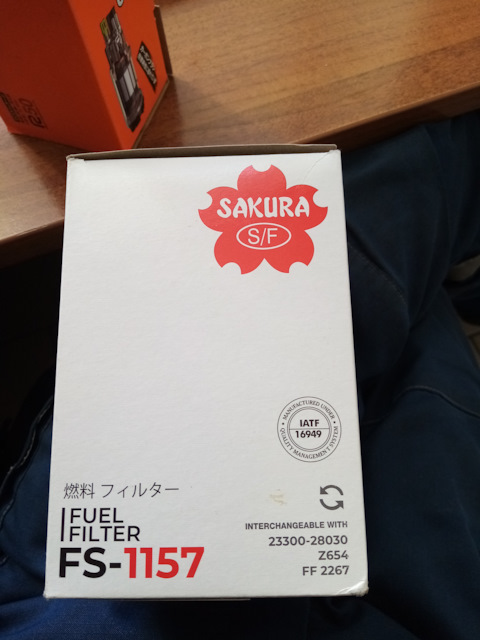 SAKURA
S/F
MANUFACTURED UNDER
IATF
16949
QUALITY MANAGEMENT SYSTEM
燃料 フィルター
FUEL
FILTER
FS-1157
INTERCHANGEABLE WITH
23300-28030
Z654
FF 2267